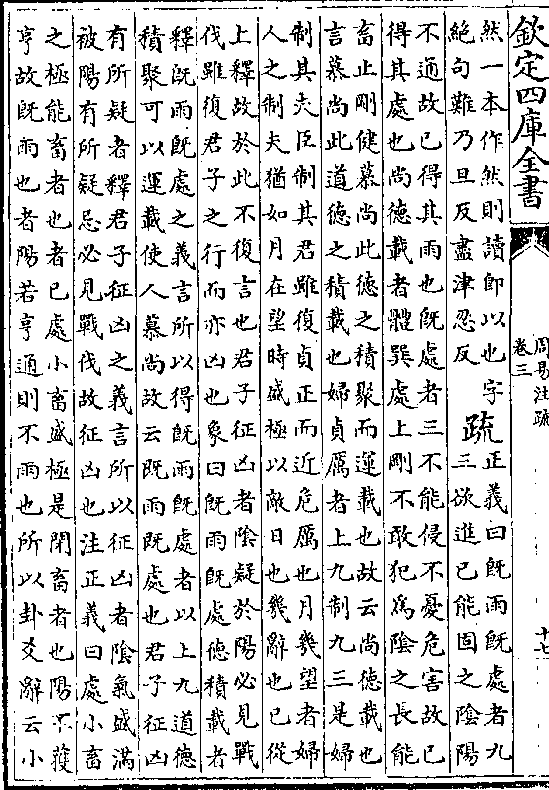 欽定四庫全書
周易注疏
卷三
十七
然一本作然則讀即以也字
絕句難乃旦反盡津忍反
疏
正義曰既雨既處者九
三欲進已能固之陰陽
不通故已得其雨也既處者三不能侵不憂危害故已
得其處也尚德載者體巽處上剛不敢犯為陰之長能
畜止剛健慕尚此德之積聚而運載也故云尚德載也
言慕尚此道德之積載也婦貞厲者上九制九三是婦
制其夫臣制其君雖復貞正而近危厲也月幾望者婦
人之制夫猶如月在望時盛極以敵日也幾辭也已從
上釋故於此不復言也君子征凶者陰疑於陽必見戰
伐雖復君子之行而亦凶也象曰既雨既處德積載者
釋既雨既處之義言所以得既雨既處者以上九道德
積聚可以運載使人慕尚故云既雨既處也君子征凶
有所疑者釋君子征凶之義言所以征凶者陰氣盛滿
被陽有所疑忌必見戰伐故征凶也注正義曰處小畜
之極能畜者也者已處小畜盛極是閉畜者也陽不獲
亨故既雨也者陽若亨通則不雨也所以卦爻辭云小